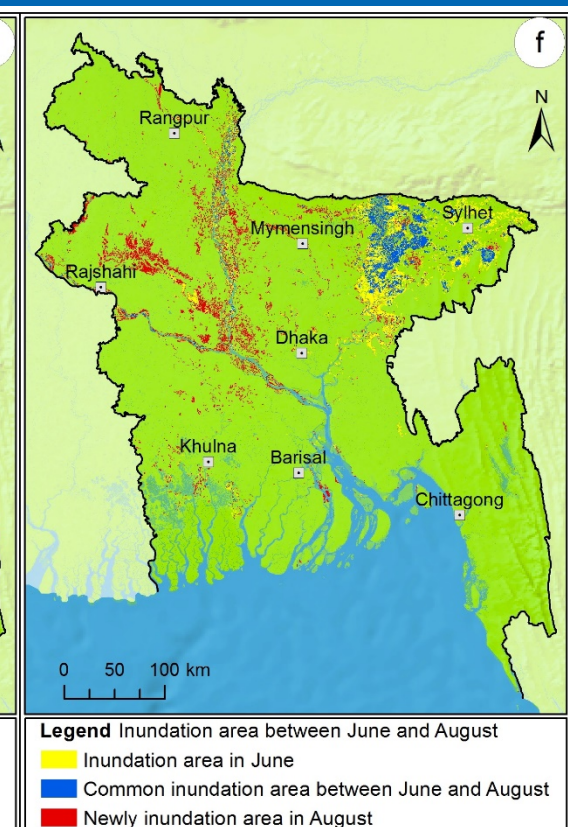 f
N
Rangpur
Mymensingh
Sylhet
Rajshahi
Dhaka
Khulna
Barisal
Chittagong
0 50 100 km
Legend Inundation area between June and August
Inundation area in June
Common inundation area between June and August
Newly inundation area in August